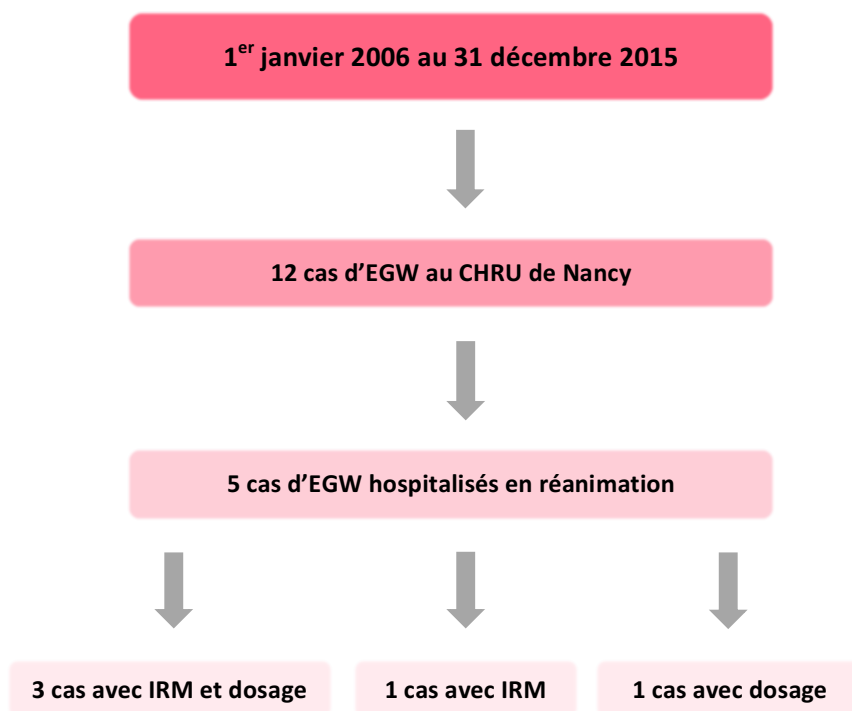 1er janvier 2006 au 31 décembre 2015
12 cas d’EGW au CHRU de Nancy
5 cas d’EGW hospitalisés en réanimation
3 cas avec IRM et dosage
1 cas avec IRM
1 cas avec dosage